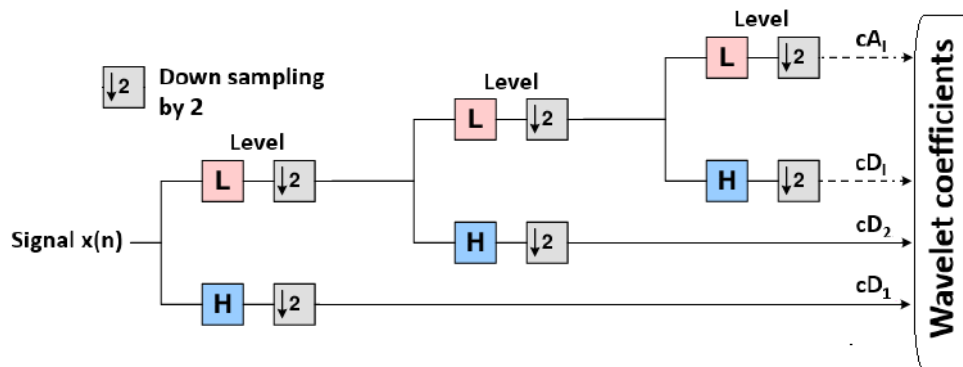 Level
L
↓2
cA_l
Down sampling
by 2
↓2
Level
L
↓2
Level
L
↓2
H
↓2
cD_l
Signal x(n)
H
↓2
cD_2
H
↓2
cD_1
Wavelet coefficients